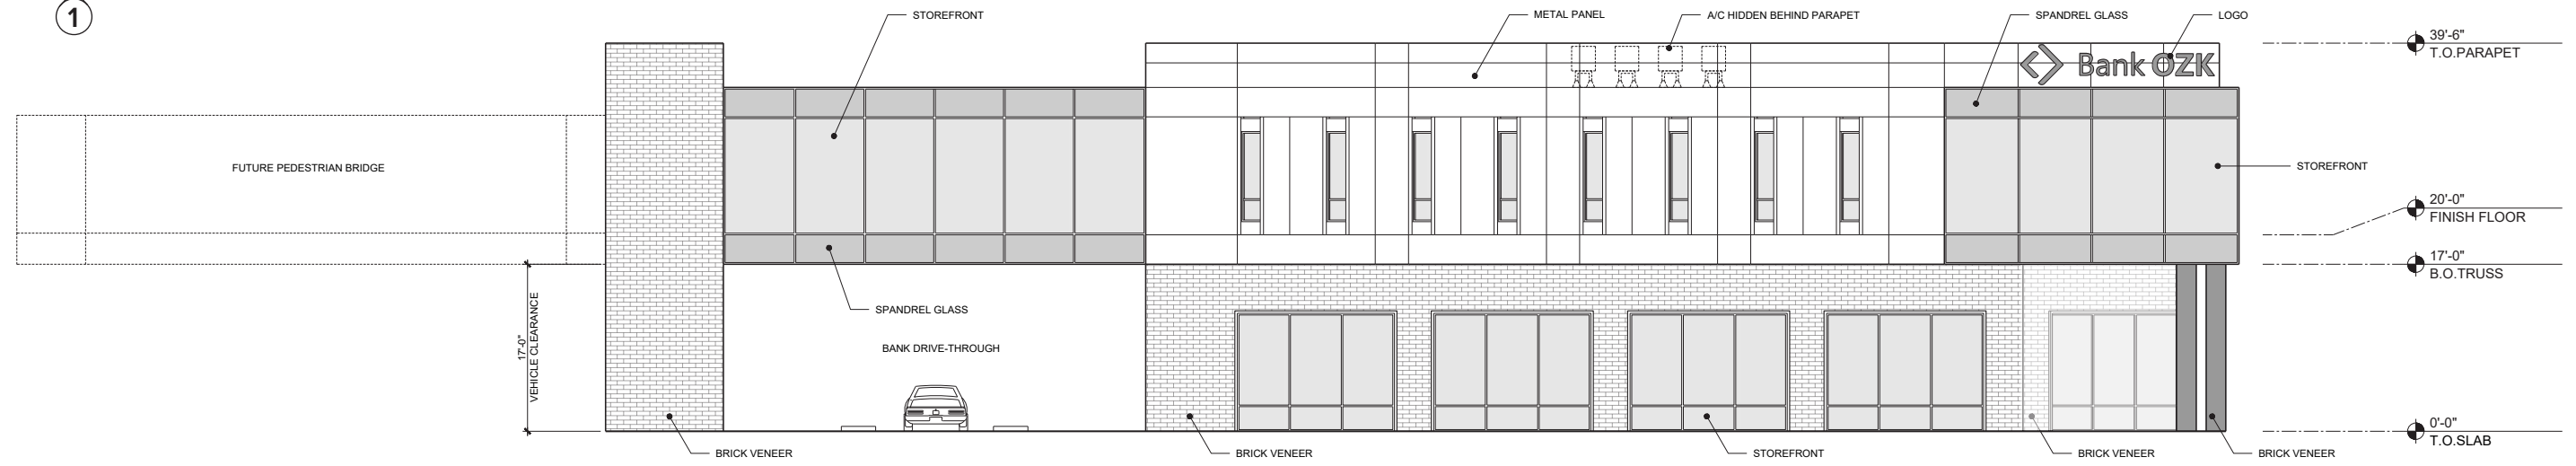 1
STOREFRONT
METAL PANEL
A/C HIDDEN BEHIND PARAPET
SPANDREL GLASS
LOGO
39'-6"
T.O.PARAPET
Bank OZK
FUTURE PEDESTRIAN BRIDGE
STOREFRONT
20'-0"
FINISH FLOOR
17'-0"
B.O.TRUSS
17'-0"
VEHICLE CLEARANCE
SPANDREL GLASS
BANK DRIVE-THROUGH
0'-0"
T.O.SLAB
BRICK VENEER
BRICK VENEER
STOREFRONT
BRICK VENEER
BRICK VENEER